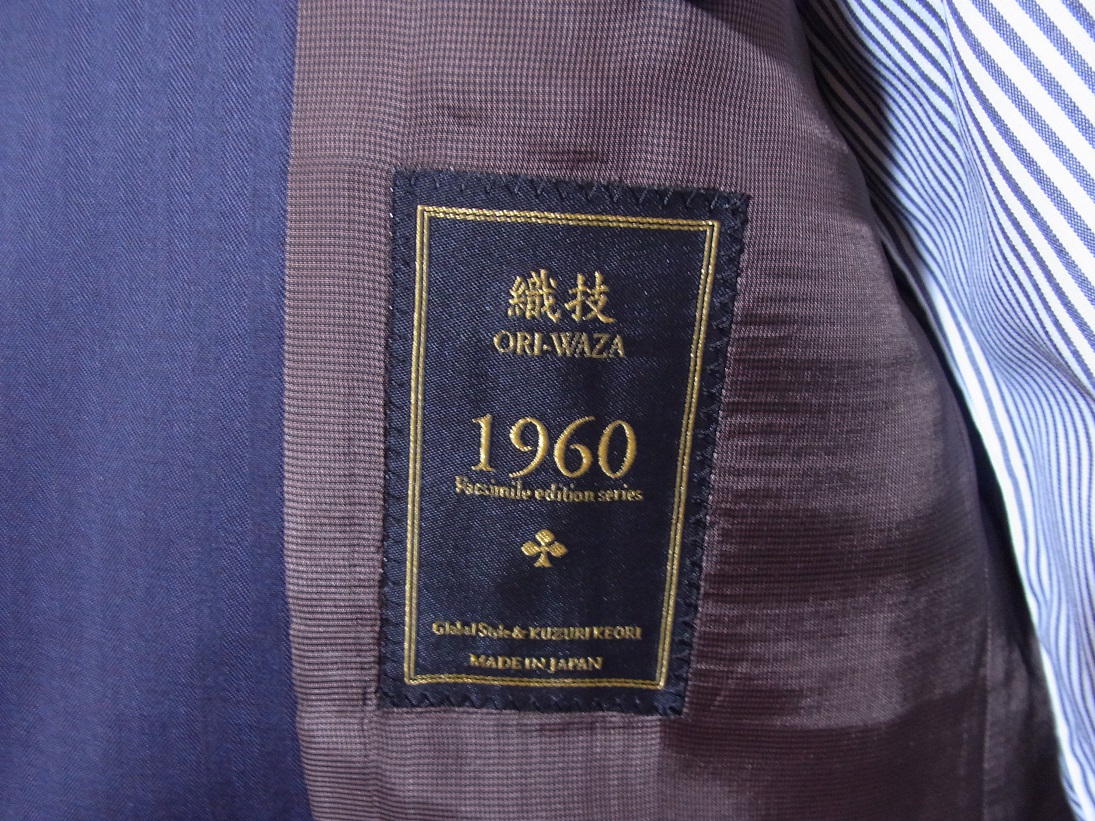 織技
ORI-WAZA
1960
Facsimile edition series
Global Style & KUZURI KEORI
MADE IN JAPAN